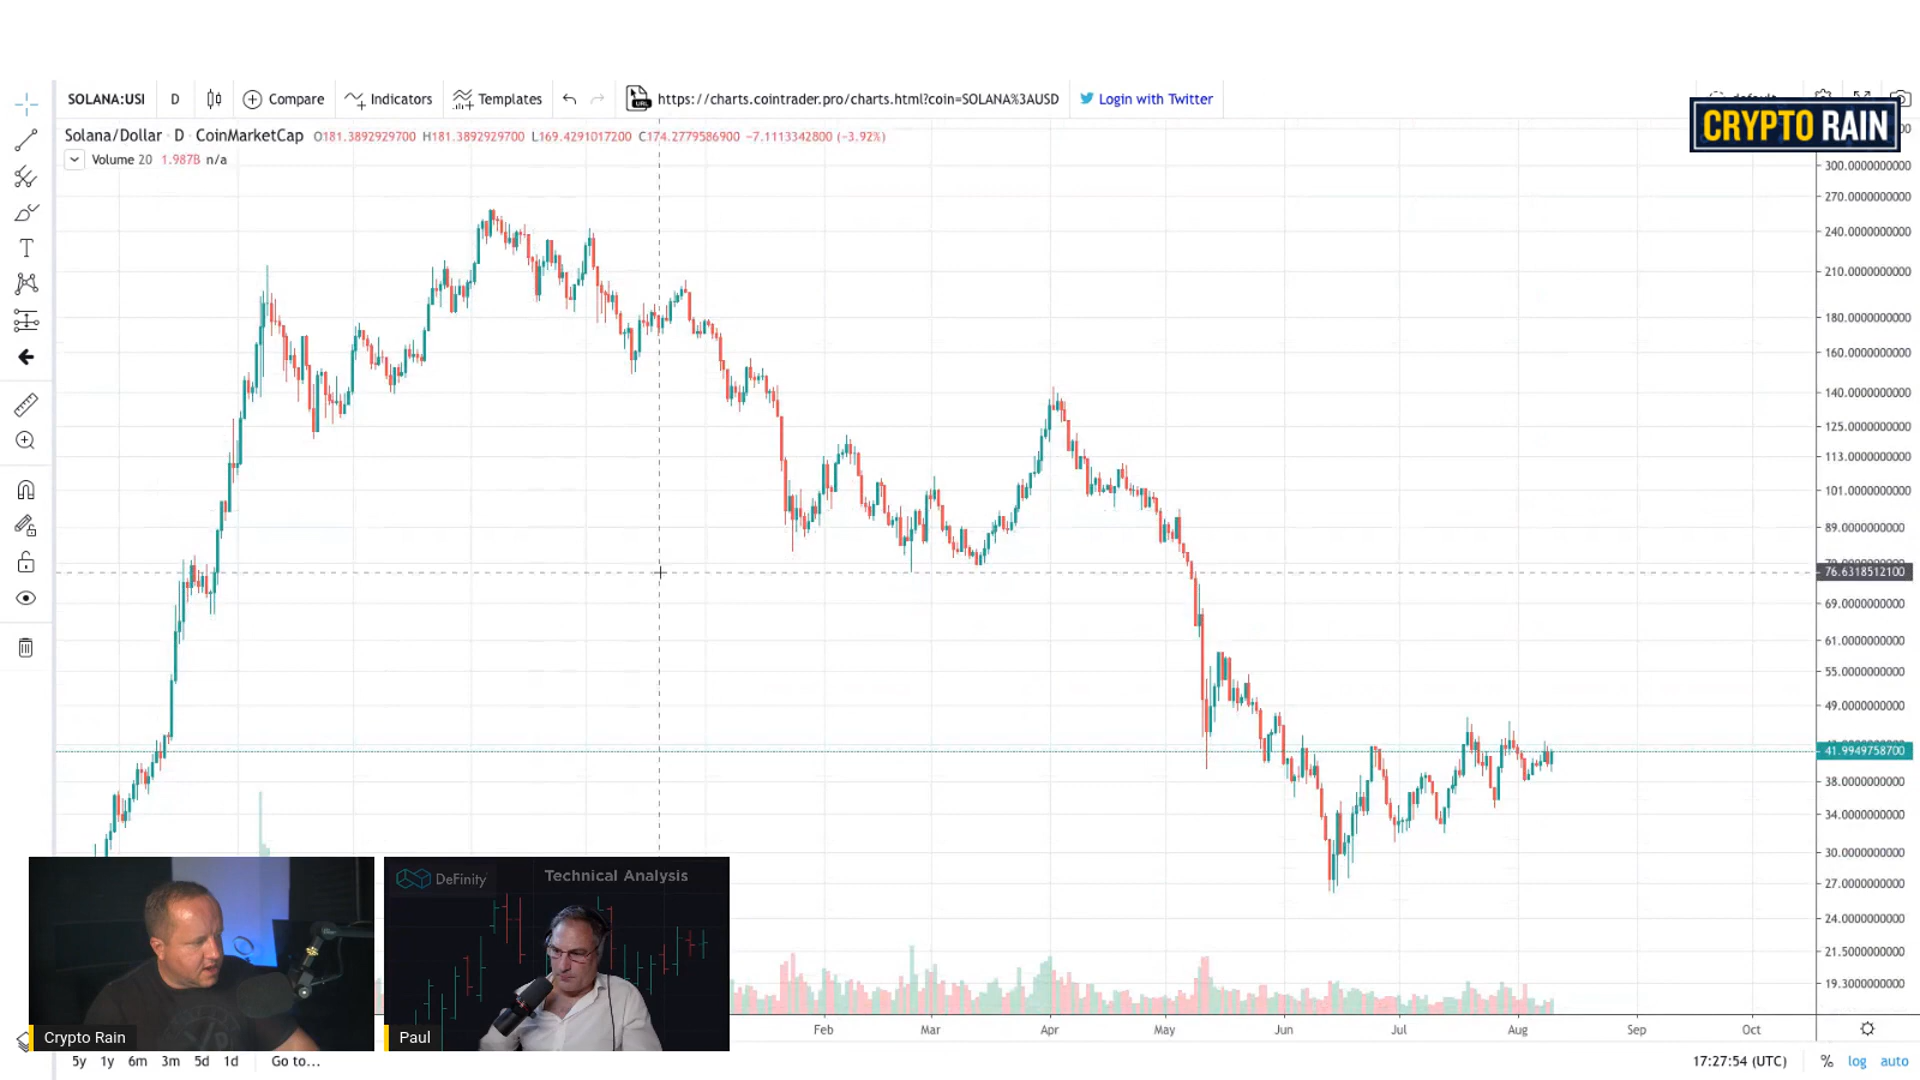 SOLANA:USI D Compare Indicators Templates https://charts.cointrader.pro/charts.html?coin=SOLANA%3AUSD Login with Twitter
CRYPTO RAIN
Solana/Dollar · D · CoinMarketCap O181.3892929700 H181.3892929700 L169.4291017200 C174.2779586900 −7.1113342800 (−3.92%)
Volume 20 1.987B n/a
300.0000000000
270.0000000000
240.0000000000
210.0000000000
180.0000000000
160.0000000000
140.0000000000
125.0000000000
113.0000000000
101.0000000000
89.0000000000
76.6318512100
69.0000000000
61.0000000000
55.0000000000
49.0000000000
41.9949758700
38.0000000000
34.0000000000
30.0000000000
27.0000000000
24.0000000000
21.5000000000
19.3000000000
DeFinity Technical Analysis
Crypto Rain
Paul
Feb Mar Apr May Jun Jul Aug Sep Oct
5y 1y 6m 3m 5d 1d Go to... 17:27:54 (UTC) % log auto